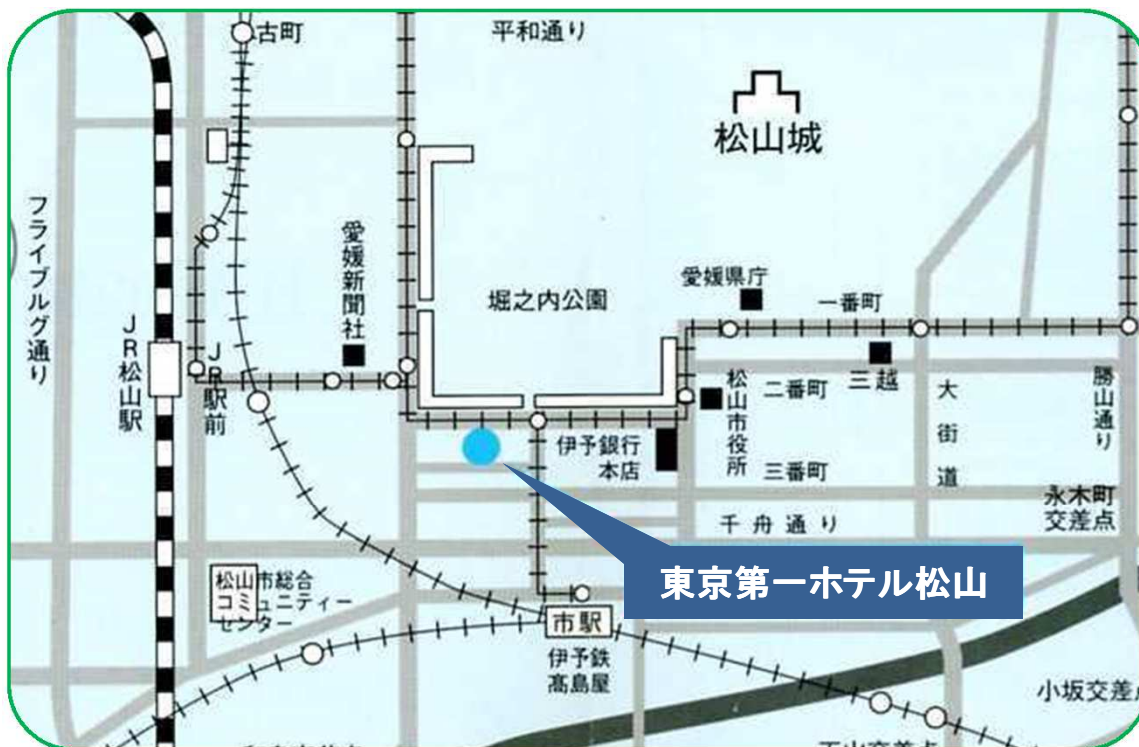 古町
平和通り
松山城
フライブルグ通り
愛媛新聞社
愛媛県庁
堀之内公園
一番町
JR松山駅
JR駅前
三越
二番町
松山市役所
大街道
勝山通り
伊予銀行
本店
三番町
永木町
交差点
千舟通り
東京第一ホテル松山
松山市総合
コミュニティー
センター
市駅
伊予鉄
髙島屋
小坂交差点